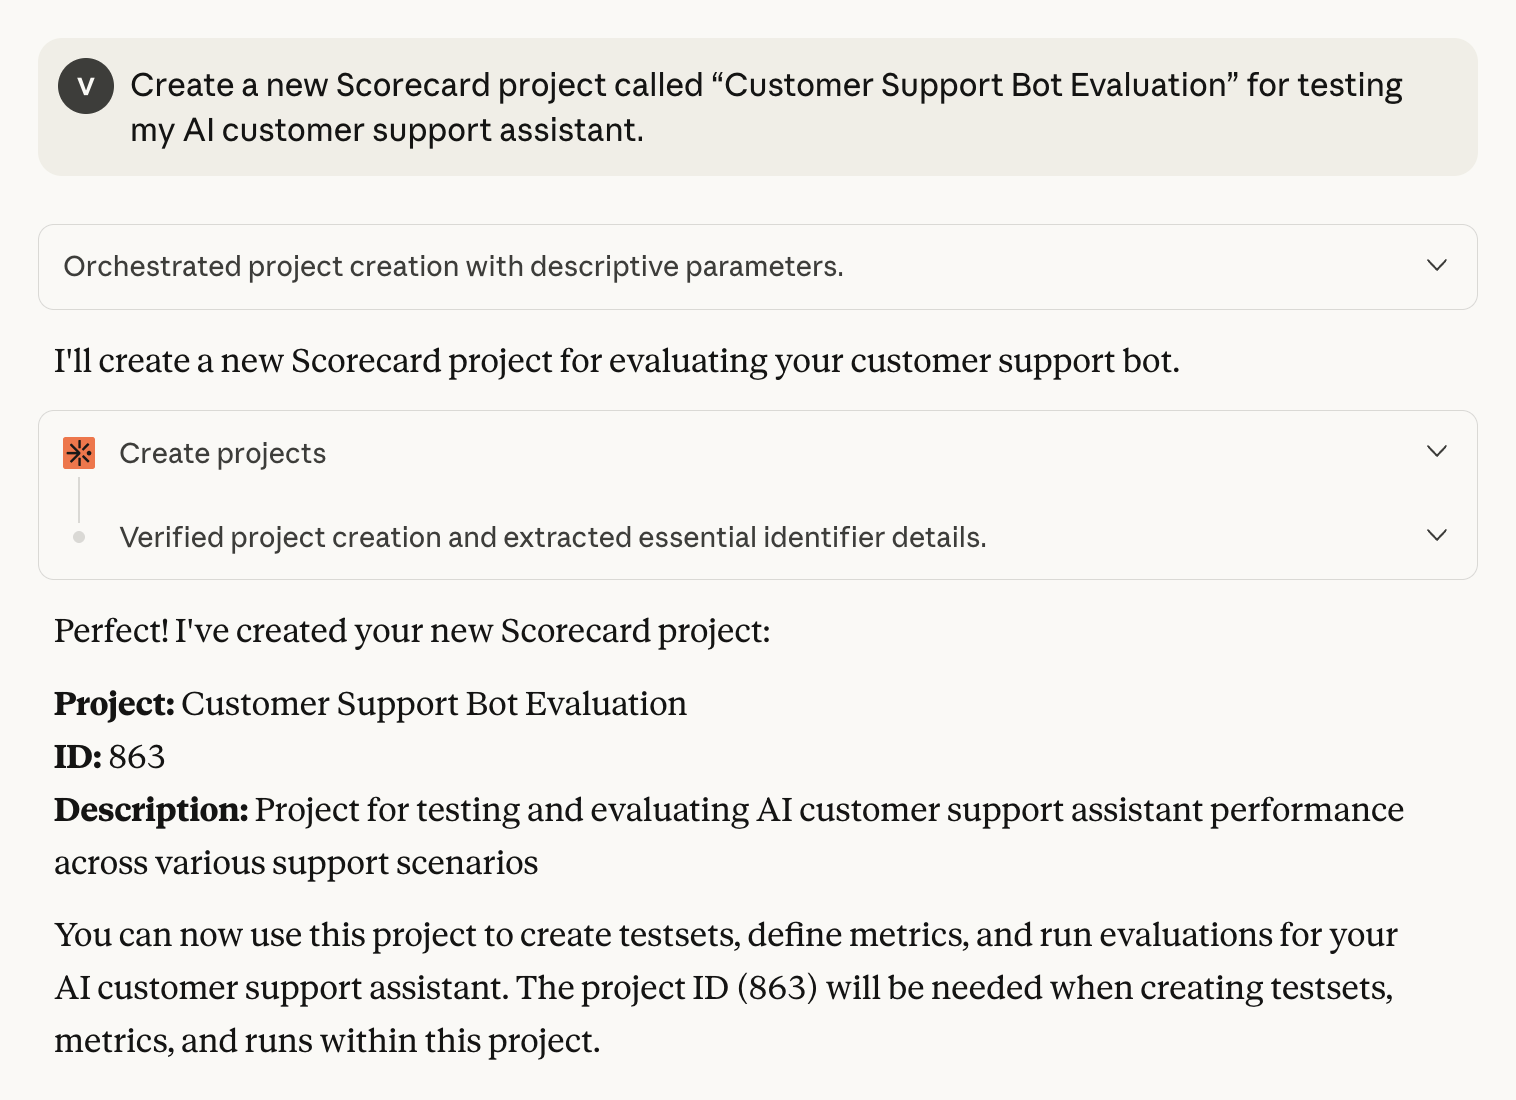 V
Create a new Scorecard project called “Customer Support Bot Evaluation” for testing
my AI customer support assistant.
Orchestrated project creation with descriptive parameters.
I'll create a new Scorecard project for evaluating your customer support bot.
Create projects
Verified project creation and extracted essential identifier details.
Perfect! I've created your new Scorecard project:
Project: Customer Support Bot Evaluation
ID: 863
Description: Project for testing and evaluating AI customer support assistant performance
across various support scenarios
You can now use this project to create testsets, define metrics, and run evaluations for your
AI customer support assistant. The project ID (863) will be needed when creating testsets,
metrics, and runs within this project.